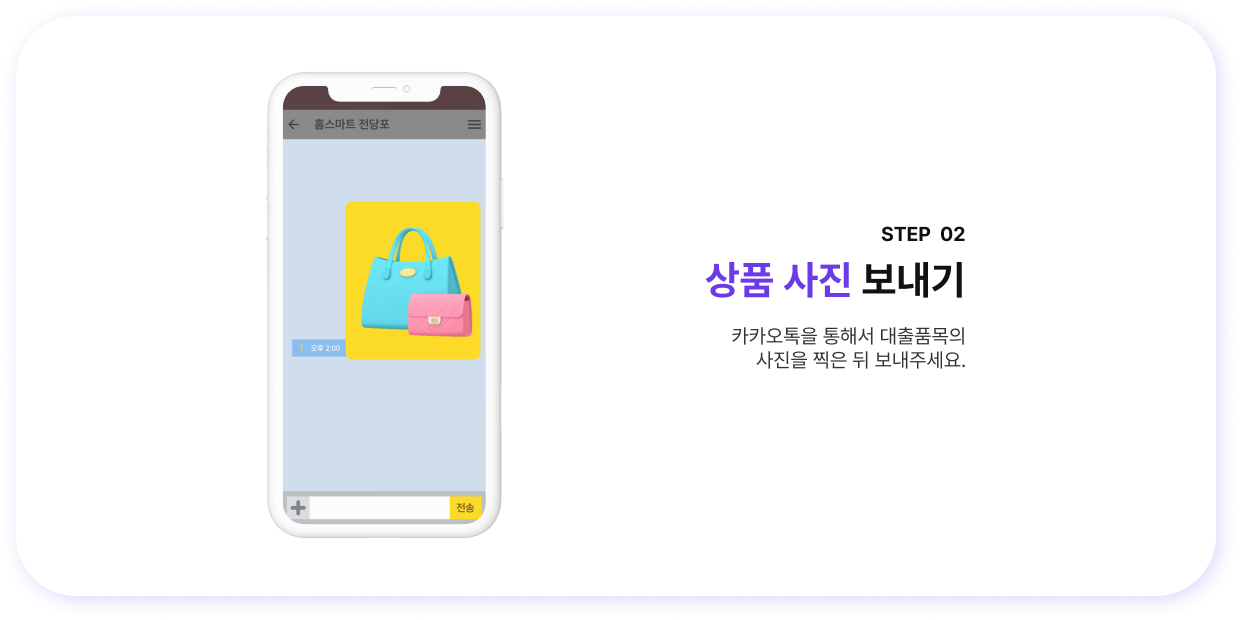 홈스마트 전당포
1 오후 2:00
전송
STEP 02
상품 사진 보내기
카카오톡을 통해서 대출품목의
사진을 찍은 뒤 보내주세요.